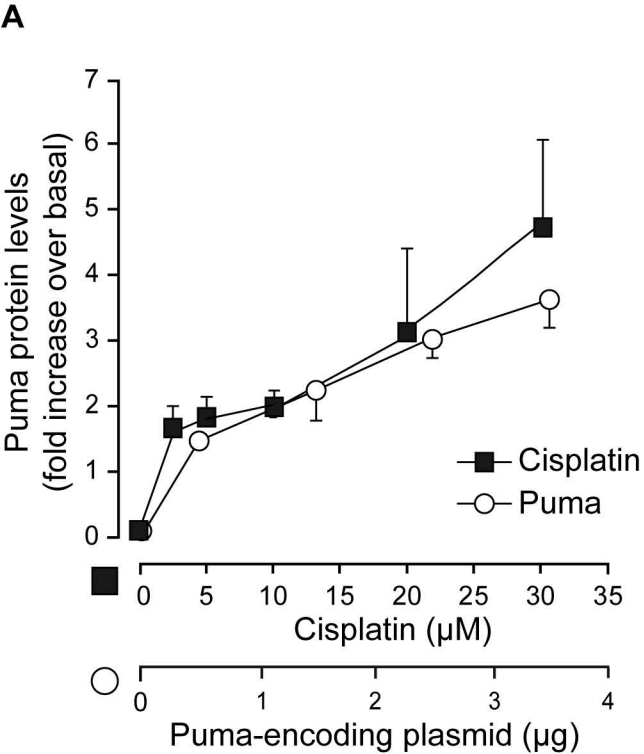 A
Puma protein levels
(fold increase over basal)
7
6
5
4
3
2
1
0
Cisplatin
Puma
0 5 10 15 20 25 30 35
Cisplatin (μM)
0 1 2 3 4
Puma-encoding plasmid (μg)